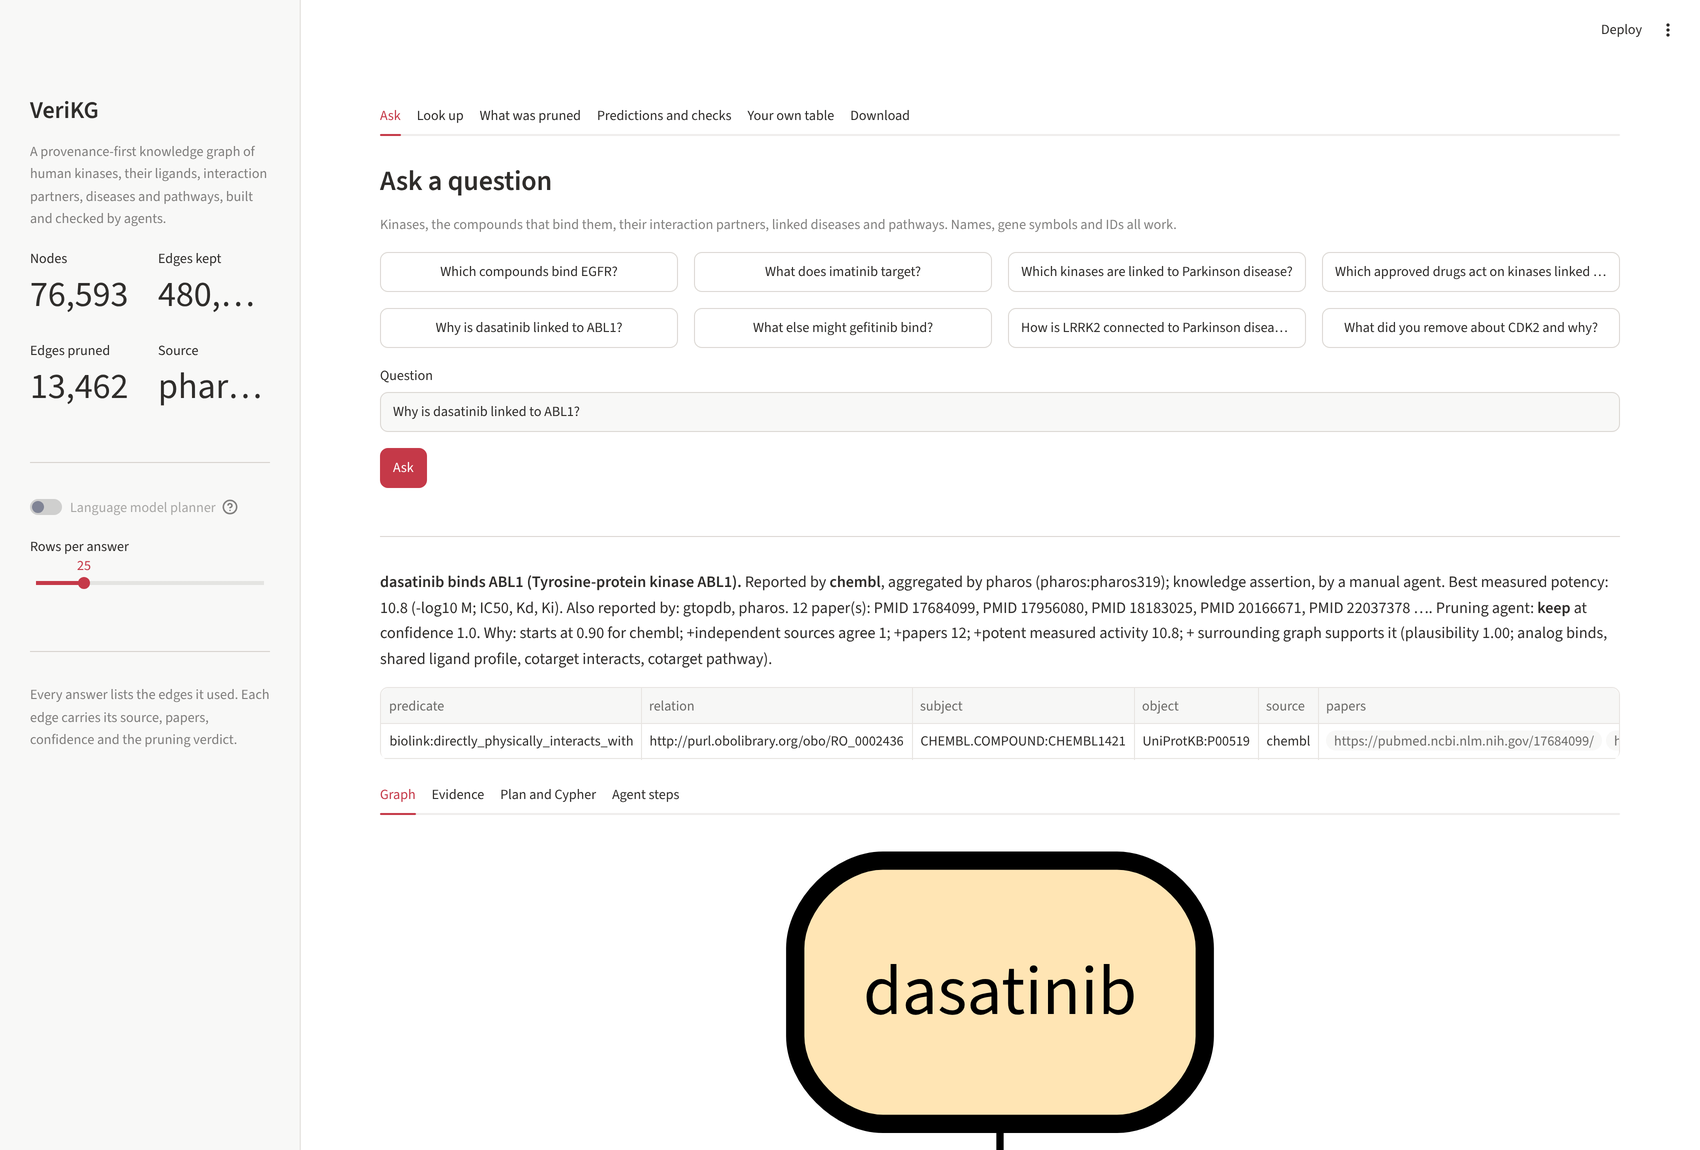 Deploy
VeriKG
A provenance-first knowledge graph of
human kinases, their ligands, interaction
partners, diseases and pathways, built
and checked by agents.
Nodes
Edges kept
76,593
480,…
Edges pruned
Source
13,462
phar…
Language model planner
Rows per answer
25
Every answer lists the edges it used. Each
edge carries its source, papers,
confidence and the pruning verdict.
Ask Look up What was pruned Predictions and checks Your own table Download
Ask a question
Kinases, the compounds that bind them, their interaction partners, linked diseases and pathways. Names, gene symbols and IDs all work.
Which compounds bind EGFR?
What does imatinib target?
Which kinases are linked to Parkinson disease?
Which approved drugs act on kinases linked …
Why is dasatinib linked to ABL1?
What else might gefitinib bind?
How is LRRK2 connected to Parkinson disea…
What did you remove about CDK2 and why?
Question
Why is dasatinib linked to ABL1?
Ask
dasatinib binds ABL1 (Tyrosine-protein kinase ABL1). Reported by chembl, aggregated by pharos (pharos:pharos319); knowledge assertion, by a manual agent. Best measured potency:
10.8 (-log10 M; IC50, Kd, Ki). Also reported by: gtopdb, pharos. 12 paper(s): PMID 17684099, PMID 17956080, PMID 18183025, PMID 20166671, PMID 22037378 …. Pruning agent: keep at
confidence 1.0. Why: starts at 0.90 for chembl; +independent sources agree 1; +papers 12; +potent measured activity 10.8; + surrounding graph supports it (plausibility 1.00; analog binds,
shared ligand profile, cotarget interacts, cotarget pathway).
predicate relation subject object source papers
biolink:directly_physically_interacts_with http://purl.obolibrary.org/obo/RO_0002436 CHEMBL.COMPOUND:CHEMBL1421 UniProtKB:P00519 chembl https://pubmed.ncbi.nlm.nih.gov/17684099/
Graph Evidence Plan and Cypher Agent steps
dasatinib